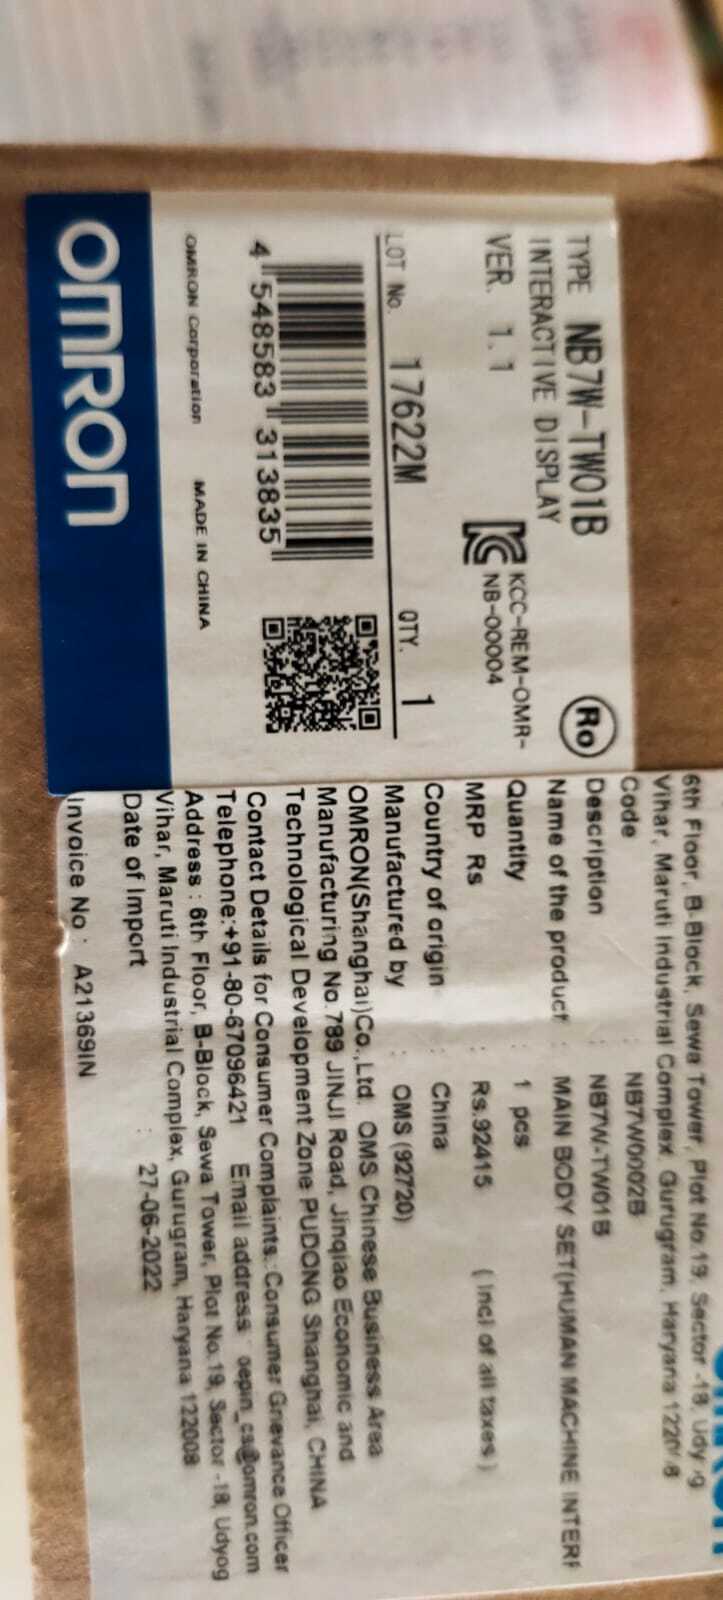 TYPE NB7W-TW01B
INTERACTIVE DISPLAY
VER. 1.1
KCC-REM-OMR-
NB-00004
Ro
LOT No. 17622M QTY. 1
4 548583 313835
OMRON Corporation MADE IN CHINA
OMRON
6th Floor, B-Block, Sewa Tower, Plot No.19, Sector -18, Udyog
Vihar, Maruti Industrial Complex, Gurugram, Haryana
Code : NB7W0002B
Description : NB7W-TW01B
Name of the product : MAIN BODY SET(HUMAN MACHINE INTERF
Quantity : 1 pcs
MRP Rs : Rs.92415 ( Incl of all taxes )
Country of origin : China
Manufactured by : OMS (92720)
OMRON(Shanghai)Co.,Ltd. OMS Chinese Business Area
Manufacturing No.789 JINJI Road, Jinqiao Economic and
Technological Development Zone PUDONG Shanghai, CHINA
Contact Details for Consumer Complaints: Consumer Grievance Officer
Telephone:+91-80-67096421 Email address oepin_cs@omron.com
Address : 6th Floor, B-Block, Sewa Tower, Plot No.19, Sector -18, Udyog
Vihar, Maruti Industrial Complex, Gurugram, Haryana 122008
Date of Import : 27-06-2022
Invoice No : A21369IN